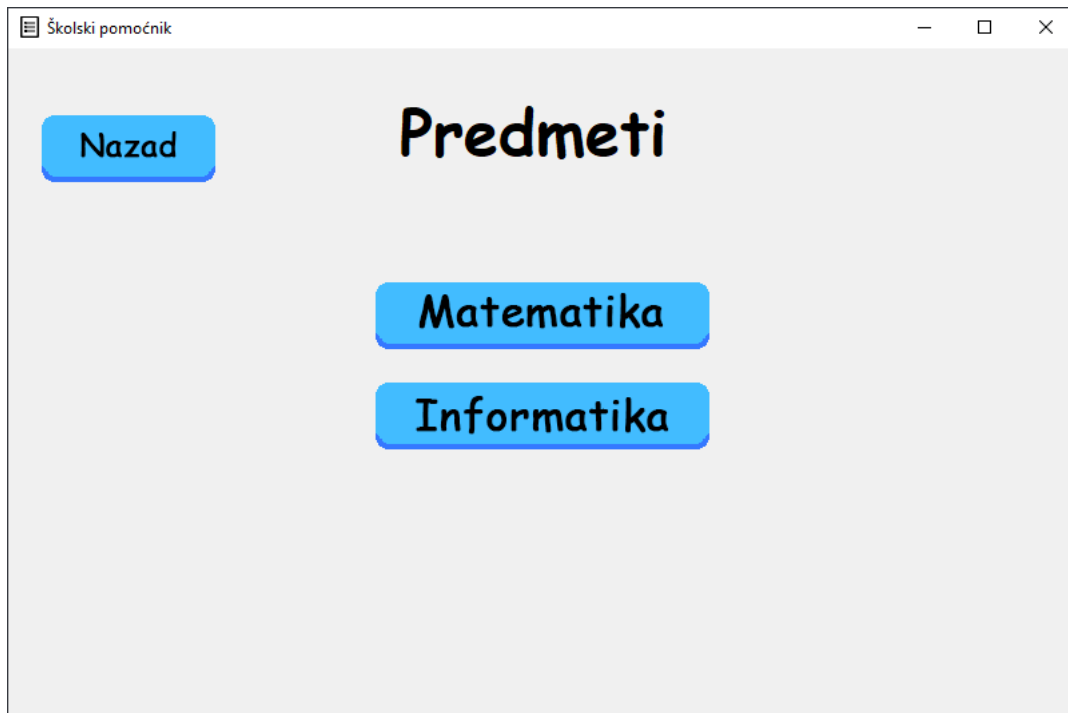 Školski pomoćnik
Predmeti
Nazad
Matematika
Informatika